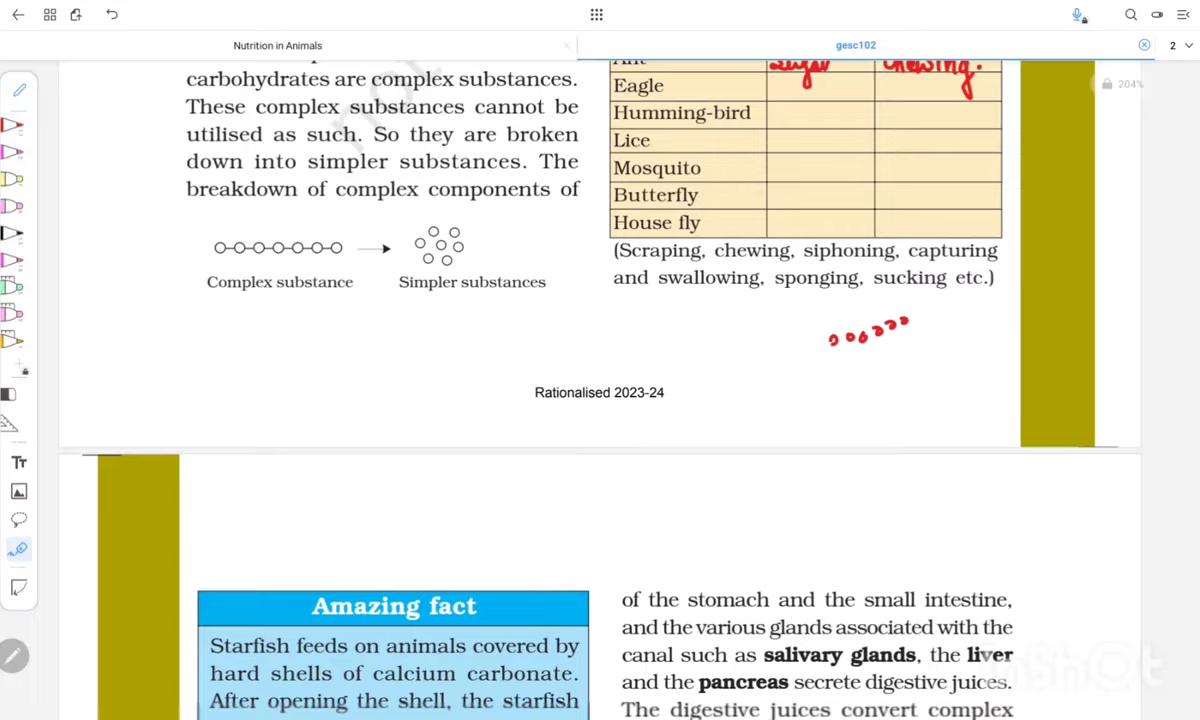 Nutrition in Animals
gesc102
2
204%
carbohydrates are complex substances.
These complex substances cannot be
utilised as such. So they are broken
down into simpler substances. The
breakdown of complex components of
Complex substance
Simpler substances
Ant sugar chewing.
Eagle
Humming-bird
Lice
Mosquito
Butterfly
House fly
(Scraping, chewing, siphoning, capturing
and swallowing, sponging, sucking etc.)
Rationalised 2023-24
Amazing fact
Starfish feeds on animals covered by
hard shells of calcium carbonate.
After opening the shell, the starfish
of the stomach and the small intestine,
and the various glands associated with the
canal such as salivary glands, the liver
and the pancreas secrete digestive juices.
The digestive juices convert complex
InShOt